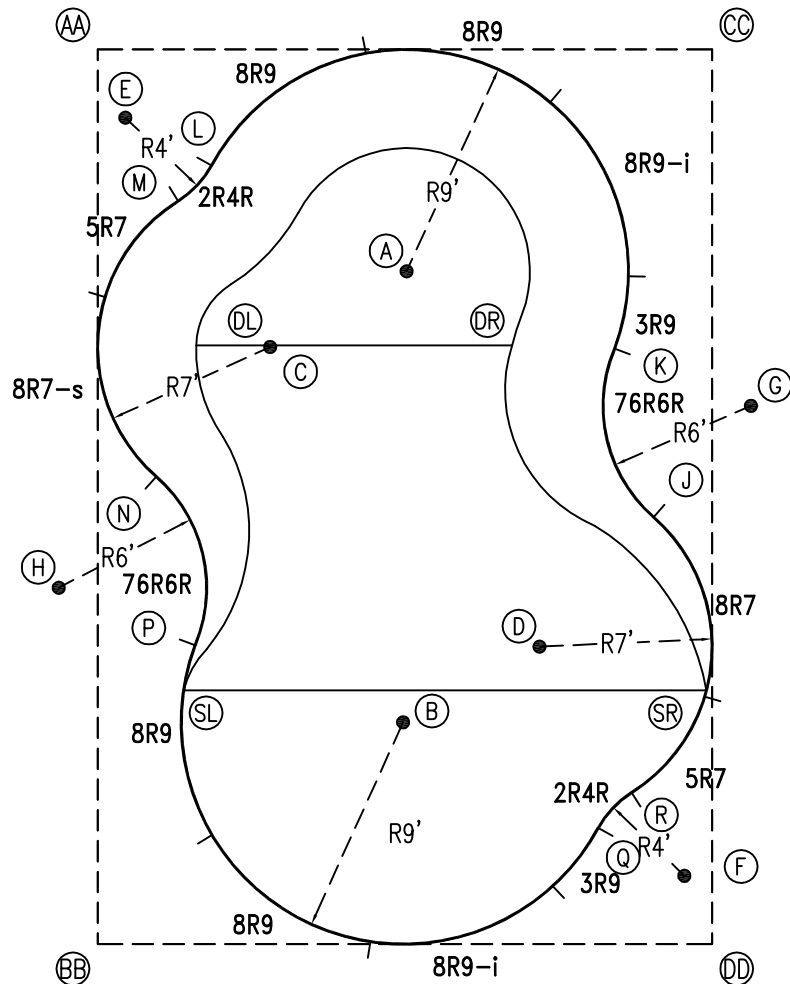 AA
CC
8R9
8R9
E
L
R4'
M
2R4R
8R9-i
5R7
R9'
A
DL
DR
3R9
K
C
G
8R7-s
R7'
76R6R
R6'
J
N
R6'
H
76R6R
8R7
P
D
R7'
SL
B
SR
8R9
5R7
2R4R
R
R9'
Q
R4'
F
3R9
8R9
BB
8R9-i
DD